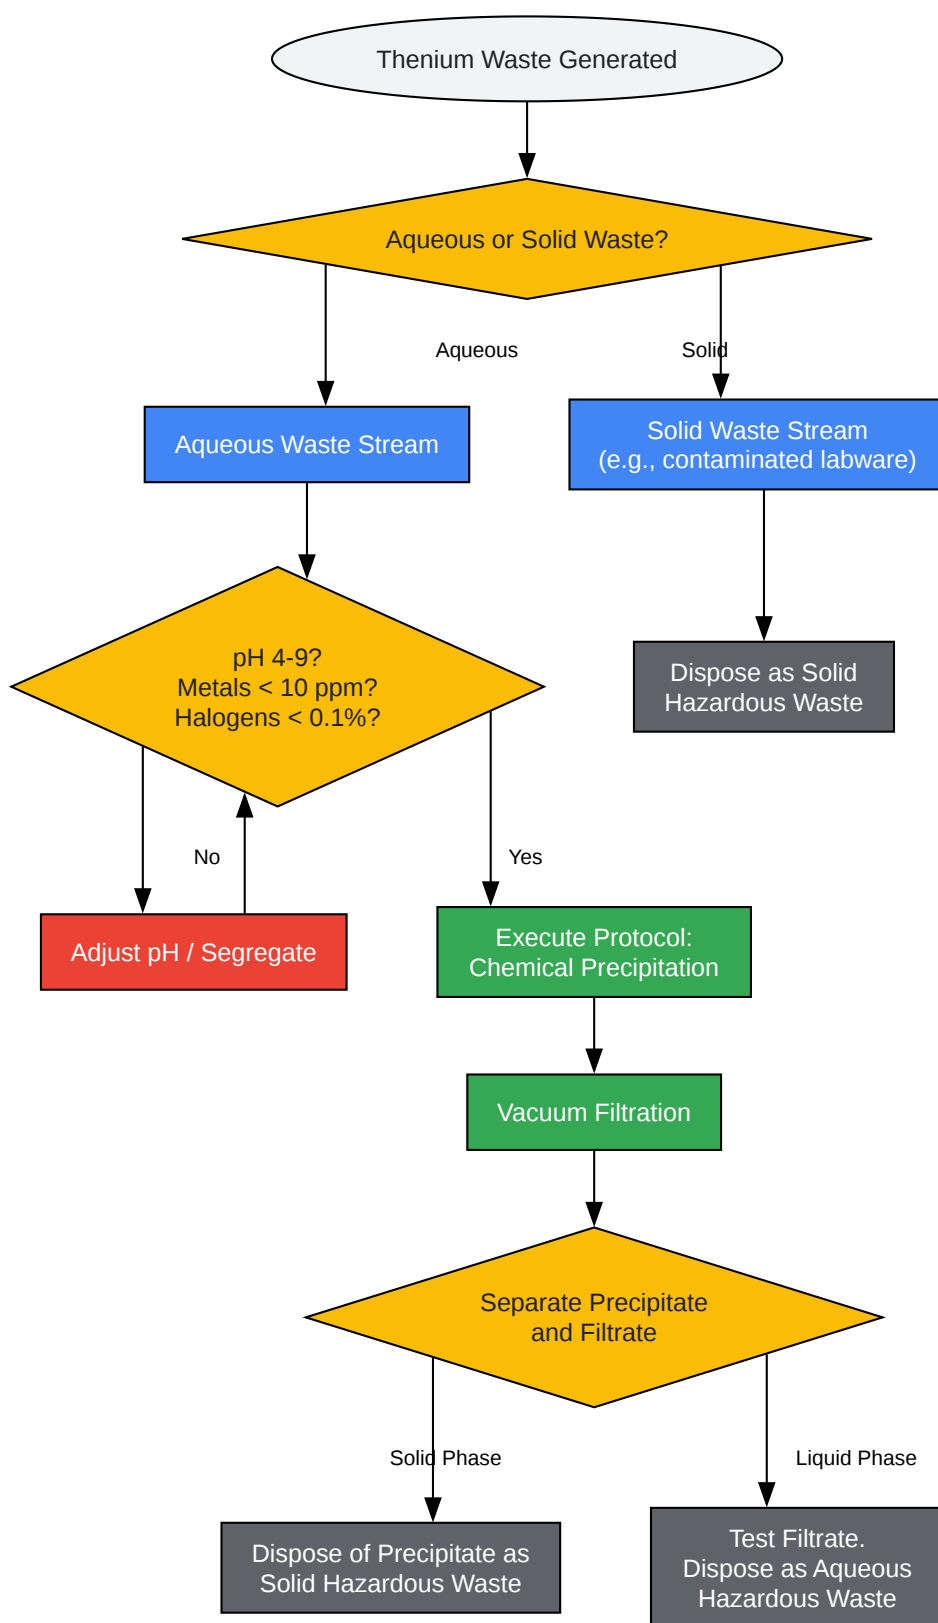 Thenium Waste Generated
Aqueous or Solid Waste?
Aqueous
Solid
Aqueous Waste Stream
Solid Waste Stream
(e.g., contaminated labware)
pH 4-9?
Metals < 10 ppm?
Halogens < 0.1%?
Dispose as Solid
Hazardous Waste
No
Yes
Adjust pH / Segregate
Execute Protocol:
Chemical Precipitation
Vacuum Filtration
Separate Precipitate
and Filtrate
Solid Phase
Liquid Phase
Dispose of Precipitate as
Solid Hazardous Waste
Test Filtrate.
Dispose as Aqueous
Hazardous Waste